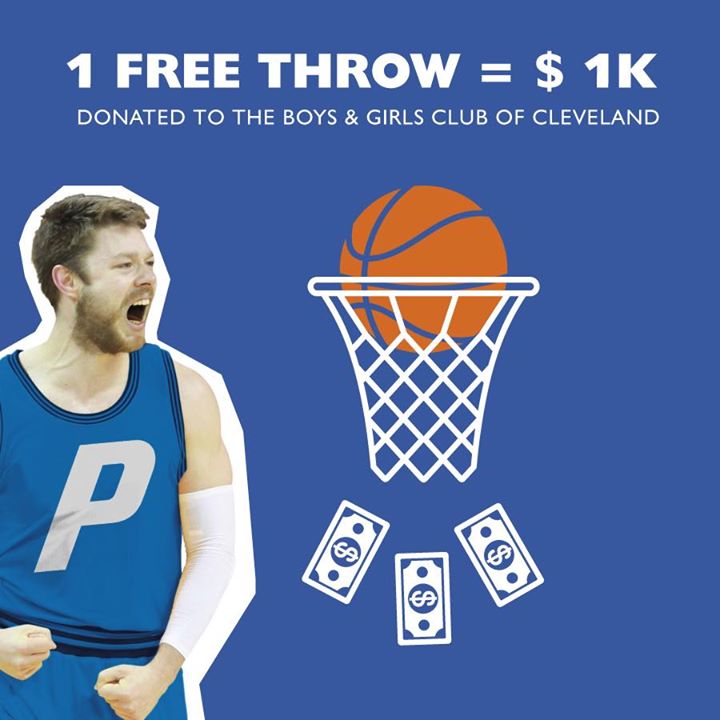 1 FREE THROW = $ 1K
DONATED TO THE BOYS & GIRLS CLUB OF CLEVELAND
P
$
$
$